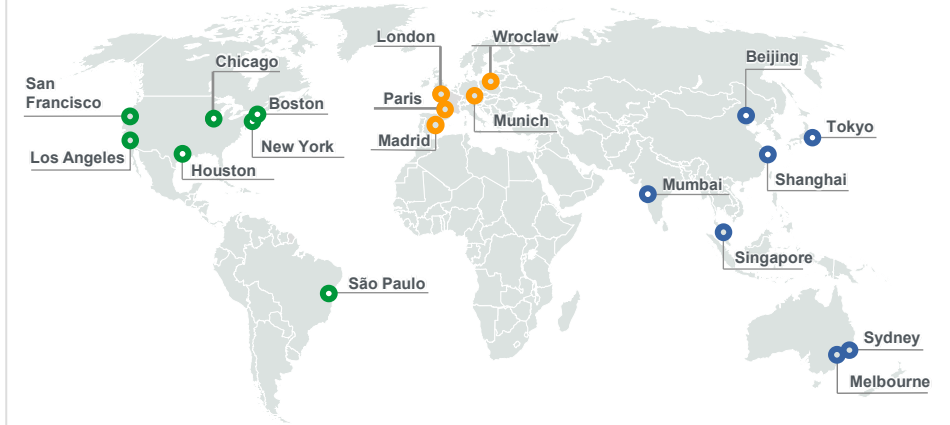 London
Wroclaw
Chicago
Beijing
San
Francisco
Paris
Boston
Tokyo
Munich
Madrid
New York
Los Angeles
Houston
Shanghai
Mumbai
Singapore
São Paulo
Sydney
Melbourne